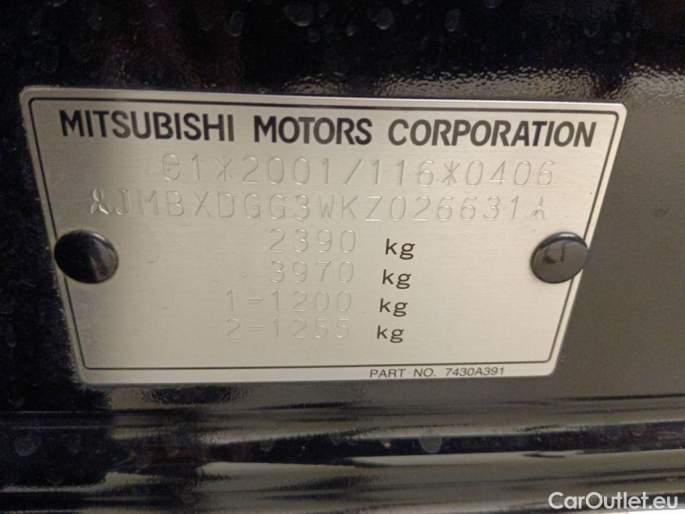 MITSUBISHI MOTORS CORPORATION
e1*2001/116*0406
JMBXDGG3WKZ026631
2390 kg
3970 kg
1-1200 kg
2-1255 kg
PART NO. 7430A391
CarOutlet.eu